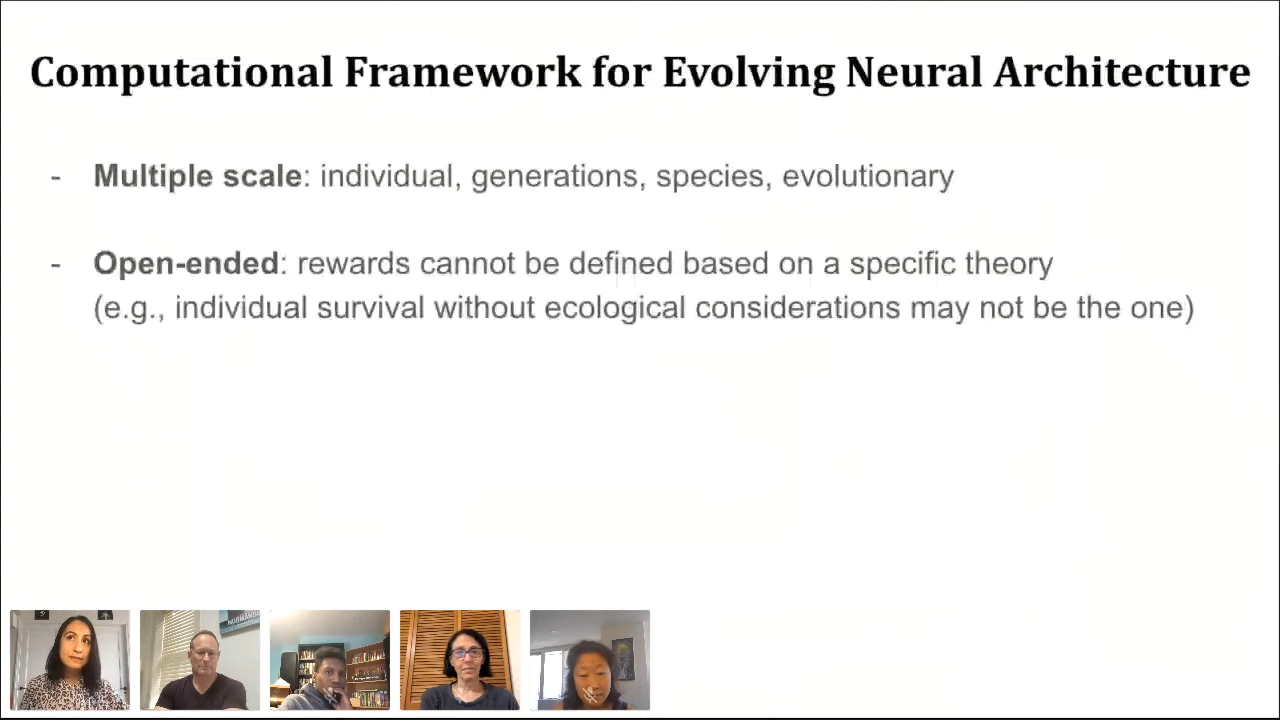 Computational Framework for Evolving Neural Architecture
- Multiple scale: individual, generations, species, evolutionary
- Open-ended: rewards cannot be defined based on a specific theory
(e.g., individual survival without ecological considerations may not be the one)